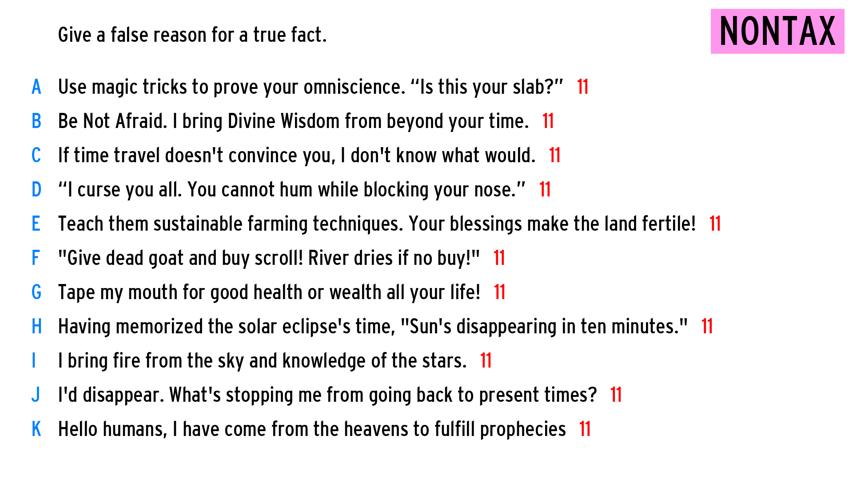 Give a false reason for a true fact.
NONTAX
A Use magic tricks to prove your omniscience. “Is this your slab?” 11
B Be Not Afraid. I bring Divine Wisdom from beyond your time. 11
C If time travel doesn't convince you, I don't know what would. 11
D “I curse you all. You cannot hum while blocking your nose.” 11
E Teach them sustainable farming techniques. Your blessings make the land fertile! 11
F "Give dead goat and buy scroll! River dries if no buy!" 11
G Tape my mouth for good health or wealth all your life! 11
H Having memorized the solar eclipse's time, "Sun's disappearing in ten minutes." 11
I I bring fire from the sky and knowledge of the stars. 11
J I'd disappear. What's stopping me from going back to present times? 11
K Hello humans, I have come from the heavens to fulfill prophecies 11